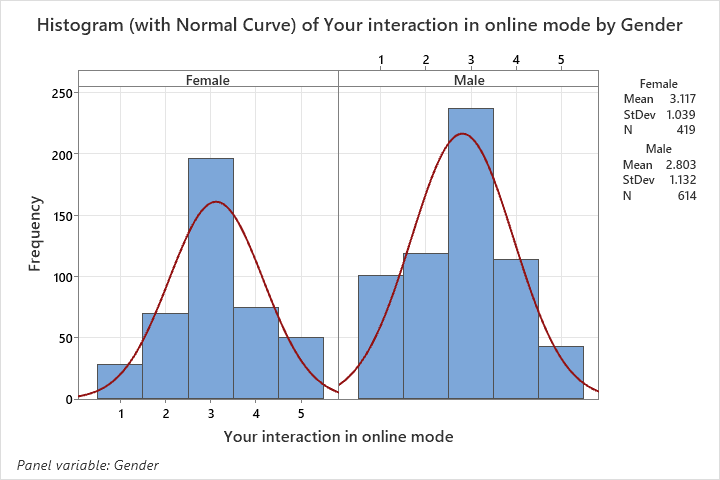 Histogram (with Normal Curve) of Your interaction in online mode by Gender
1 2 3 4 5
Female Male
250
200
150
100
50
0
Frequency
1 2 3 4 5
Your interaction in online mode
Panel variable: Gender
Female
Mean 3.117
StDev 1.039
N 419
Male
Mean 2.803
StDev 1.132
N 614